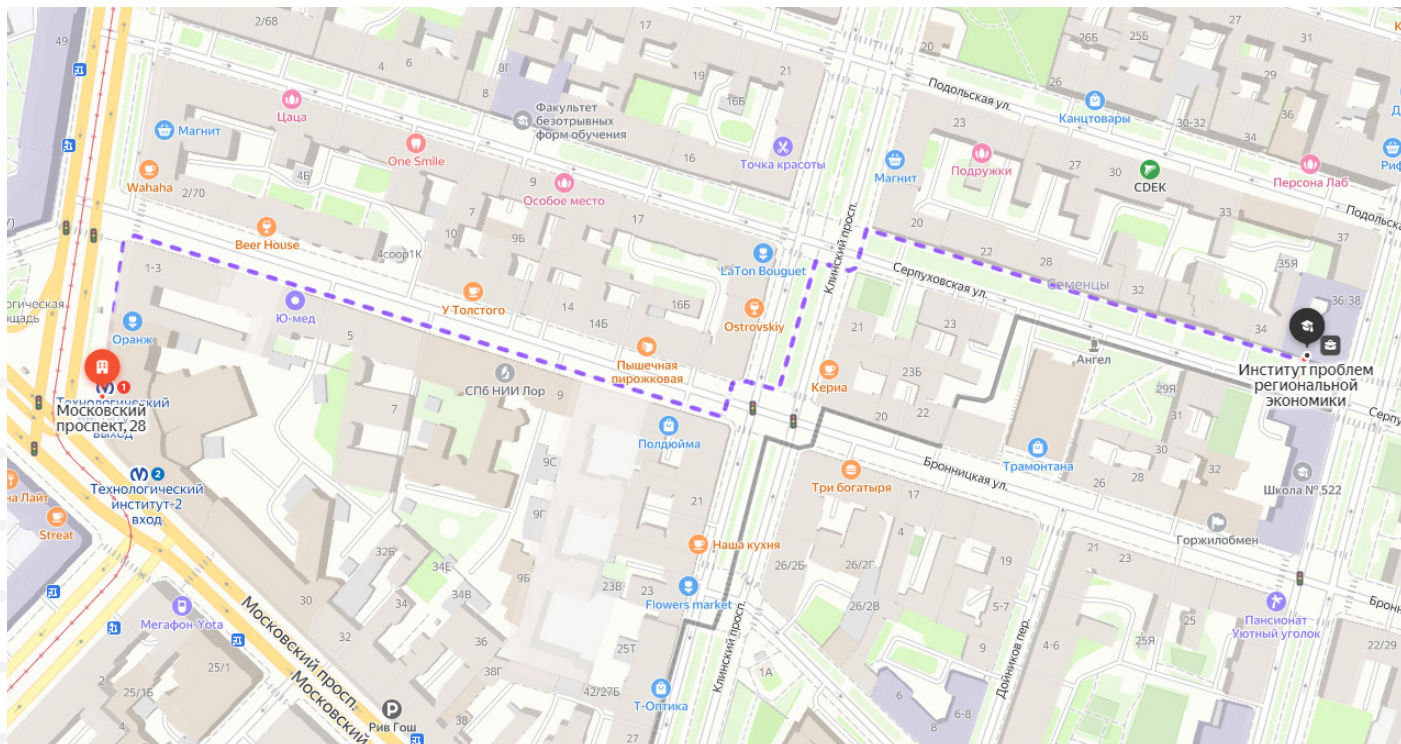 49
2/68
4
6
8Г
8
17
19
21
16Б
20
26Б
25Б
27
31
26
29
36
Подольская ул.
Канцтовары
30-32
34
Магнит
Цаца
Факультет
безотрывных
форм обучения
One Smile
16
Точка красоты
Магнит
23
Подружки
27
30
CDEK
Персона Лаб
Wahaha
2/70
4Б
9
Особое место
7
10
9Б
17
Beer House
4соор1К
LaTon Bouguet
Клинский просп.
20
22
28
33
37
Подольская
35Я
Серпуховская ул.
Семенцы
32
34
36-38
1-3
Ю-мед
Оранж
5
У Толстого
14
14Б
16Б
Ostrovskiy
21
23
Ангел
Институт проблем
региональной
экономики
Пышечная
пирожковая
Кериа
23Б
29Я
31
1
Технологический
выход
Московский
проспект, 28
7
СПб НИИ Лор
9
Полдюйма
20
22
Трамонтана
30
32
Школа № 522
26
28
Бронницкая ул.
2
Технологический
институт-2
вход
Streat
9С
9Г
21
Три богатыря
17
4
19
Горжилобмен
21
23
Наша кухня
32Б
34Е
34
34В
9Б
23В
23
Flowers market
26/2Б
26/2Г
26/2В
5-7
30
32
36
38Г
38
Мегафон-Yota
25/1
25/1Б
2
4
Московский просп.
Московский
Рив Гош
25Т
42/27Б
Т-Оптика
27
Клинский просп.
1А
6
8
6-8
9
Дойников пер.
4-6
25Я
25
Пансионат
Уютный уголок
22/29